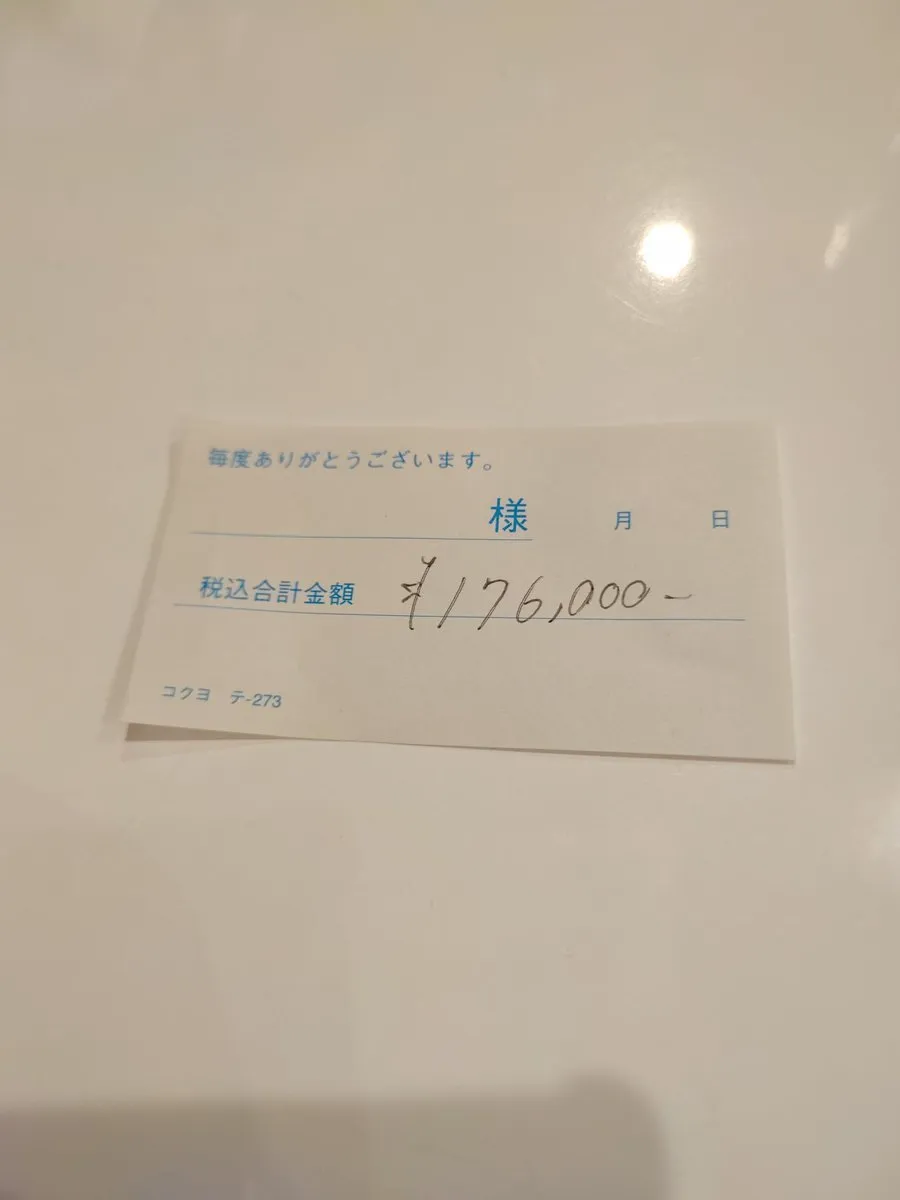 毎度ありがとうございます。
様 月 日
税込合計金額 ¥176,000-
コクヨ テ-273